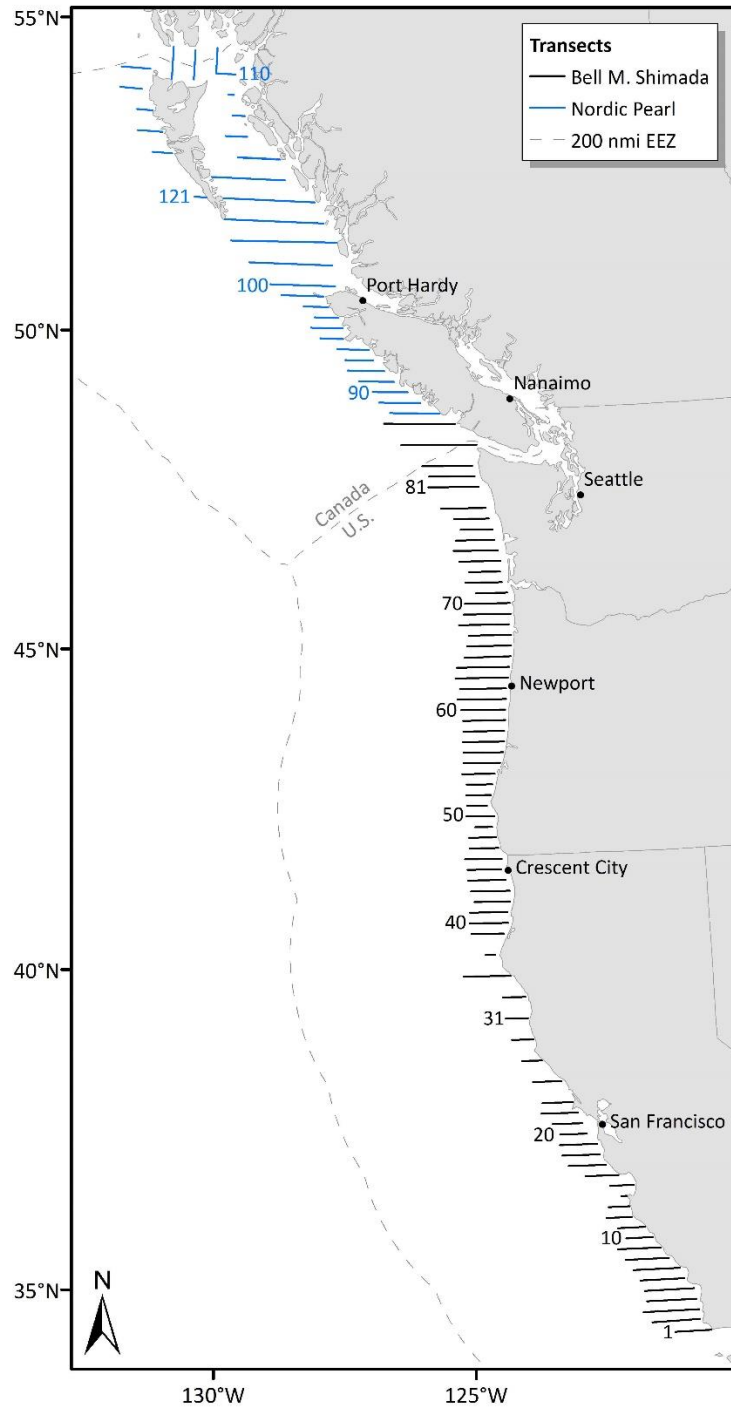 55°N
50°N
45°N
40°N
35°N
130°W
125°W
Transects
Bell M. Shimada
Nordic Pearl
200 nmi EEZ
110
121
100
Port Hardy
90
Nanaimo
Seattle
81
Canada
U.S.
70
Newport
60
50
Crescent City
40
31
San Francisco
20
10
1
N